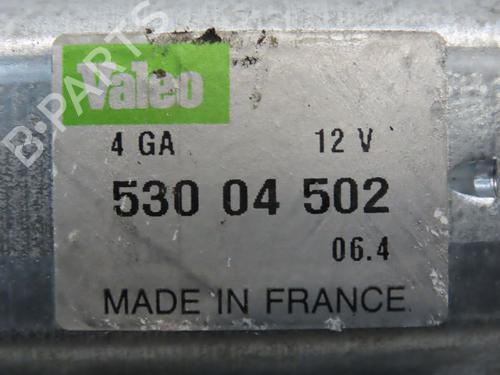 Valeo
4 GA 12 V
530 04 502
06.4
MADE IN FRANCE
B-PARTS